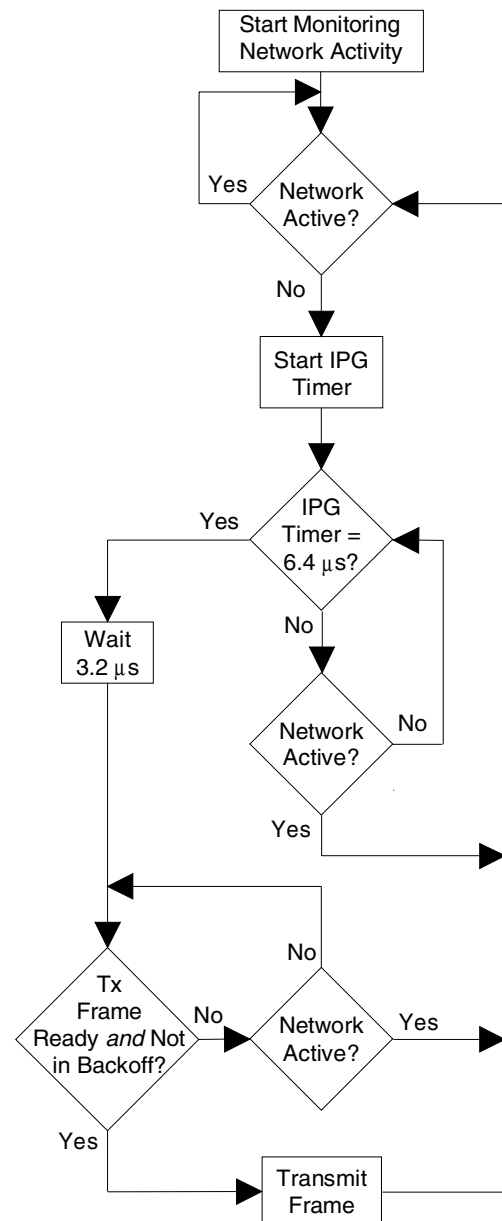 Start Monitoring
Network Activity
Yes
Network
Active?
No
Start IPG
Timer
Yes
IPG
Timer =
6.4 μs?
No
Wait
3.2 μs
Network
Active?
No
Yes
No
Tx
Frame
Ready and Not
in Backoff?
No
Network
Active?
Yes
Yes
Transmit
Frame